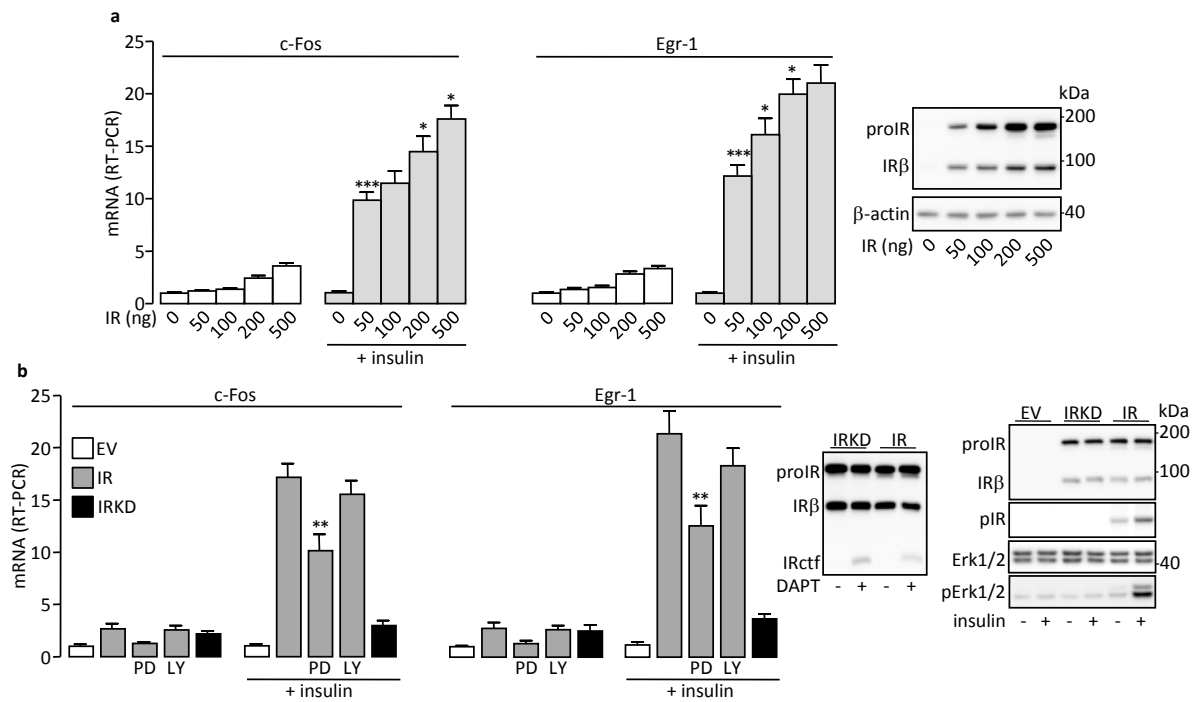 a
c-Fos
Egr-1
25
20
15
10
5
0
mRNA (RT-PCR)
***
*
*
***
*
*
IR (ng)
0 50 100 200 500
0 50 100 200 500
0 50 100 200 500
0 50 100 200 500
+ insulin
+ insulin
kDa
proIR
200
IRβ
100
β-actin
40
IR (ng) 0 50 100 200 500
b
c-Fos
Egr-1
25
20
15
10
5
0
mRNA (RT-PCR)
EV
IR
IRKD
**
**
PD LY
PD LY
PD LY
PD LY
+ insulin
+ insulin
IRKD IR
proIR
IRβ
IRctf
DAPT - + - +
EV IRKD IR
kDa
proIR
200
IRβ
100
pIR
Erk1/2
40
pErk1/2
insulin - + - + - +